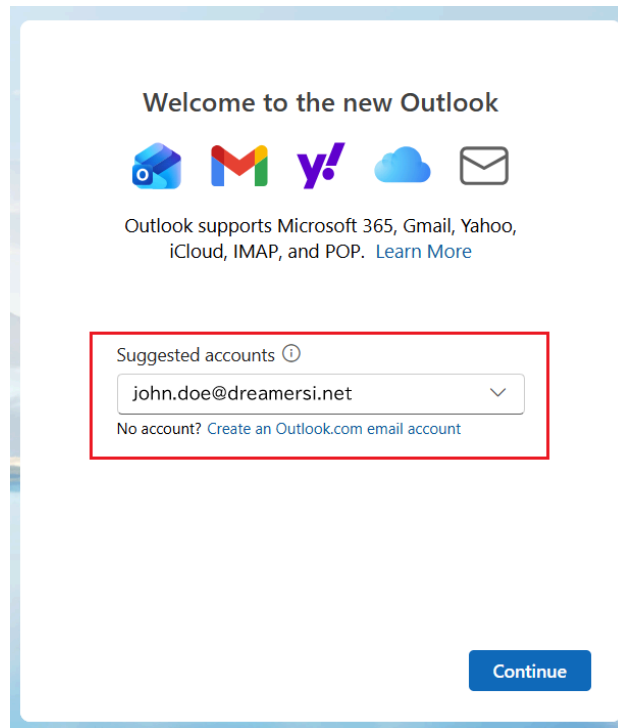 Welcome to the new Outlook
Outlook supports Microsoft 365, Gmail, Yahoo,
iCloud, IMAP, and POP. Learn More
Suggested accounts
john.doe@dreamersi.net
No account? Create an Outlook.com email account
Continue